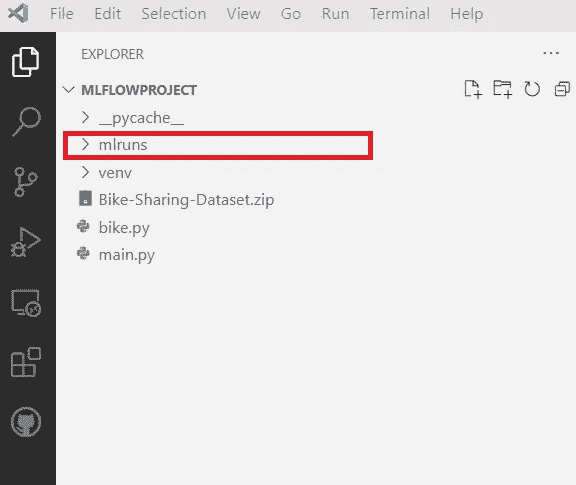 File Edit Selection View Go Run Terminal Help
EXPLORER
MLFLOWPROJECT
__pycache__
mlruns
venv
Bike-Sharing-Dataset.zip
bike.py
main.py